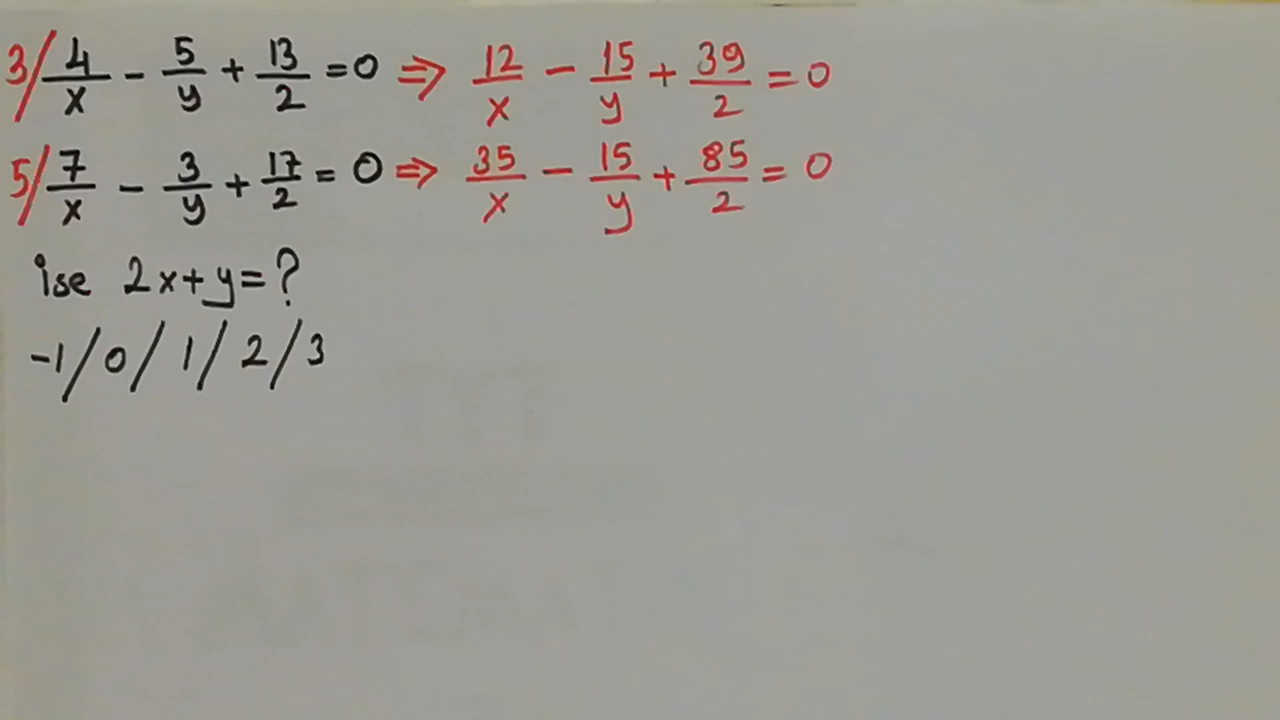 3/ 4/x - 5/y + 13/2 = 0 ⇒ 12/x - 15/y + 39/2 = 0
5/ 7/x - 3/y + 17/2 = 0 ⇒ 35/x - 15/y + 85/2 = 0
ise 2x+y=?
-1/0/1/2/3